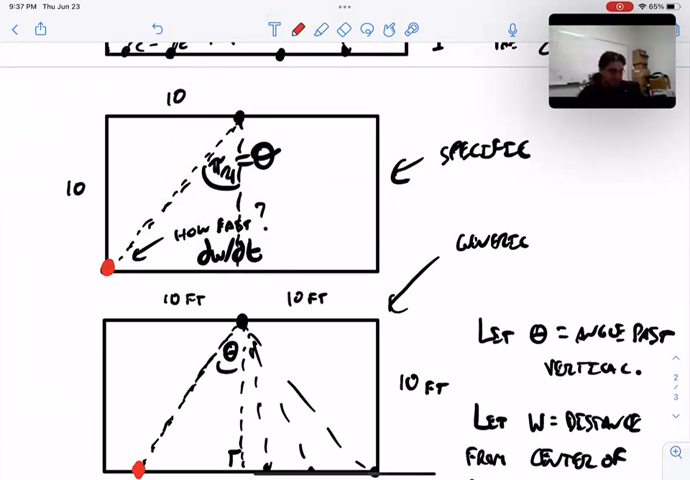 9:37 PM Thu Jun 23
65%
10
π/4 = θ
SPECIFIC
10
HOW FAST?
dw/dt
GENERIC
10 FT 10 FT
θ
LET θ = ANGLE PAST
VERTICAL.
10 FT
2
3
LET W = DISTANCE
FROM CENTER OF